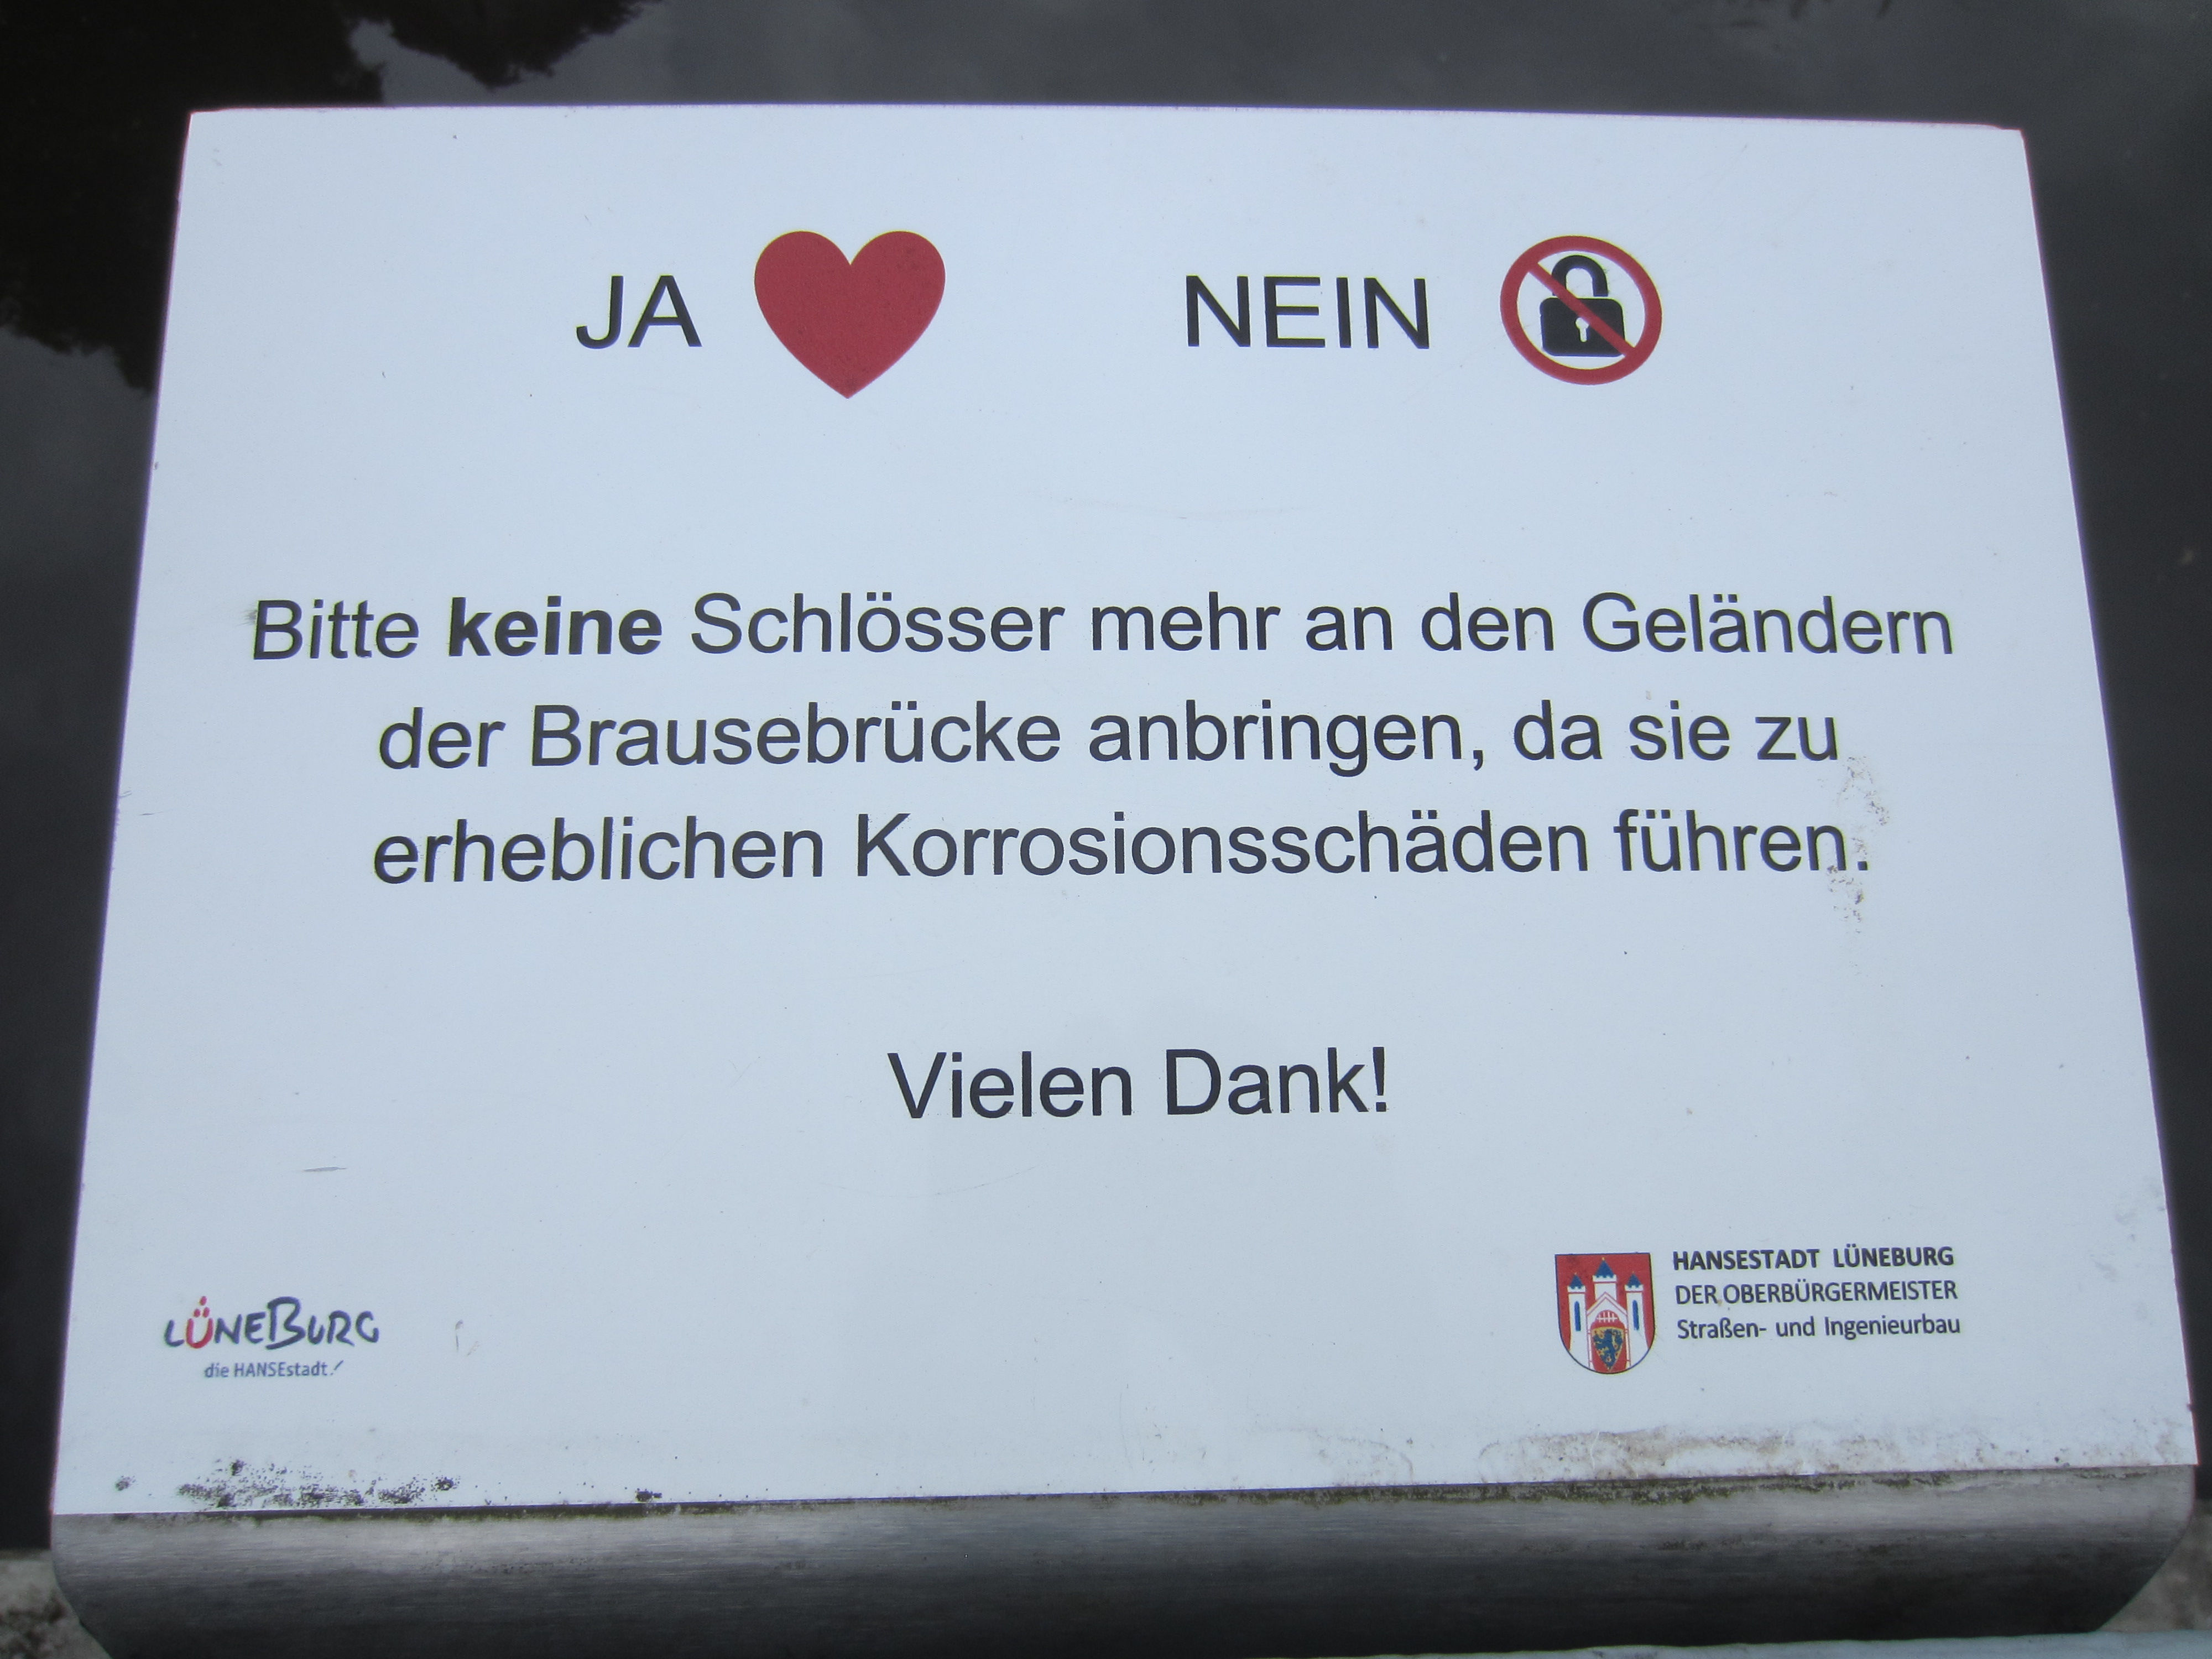 JA NEIN
Bitte keine Schlösser mehr an den Geländern
der Brausebrücke anbringen, da sie zu
erheblichen Korrosionsschäden führen.
Vielen Dank!
LÜNEBURG
die HANSEstadt!
HANSESTADT LÜNEBURG
DER OBERBÜRGERMEISTER
Straßen- und Ingenieurbau